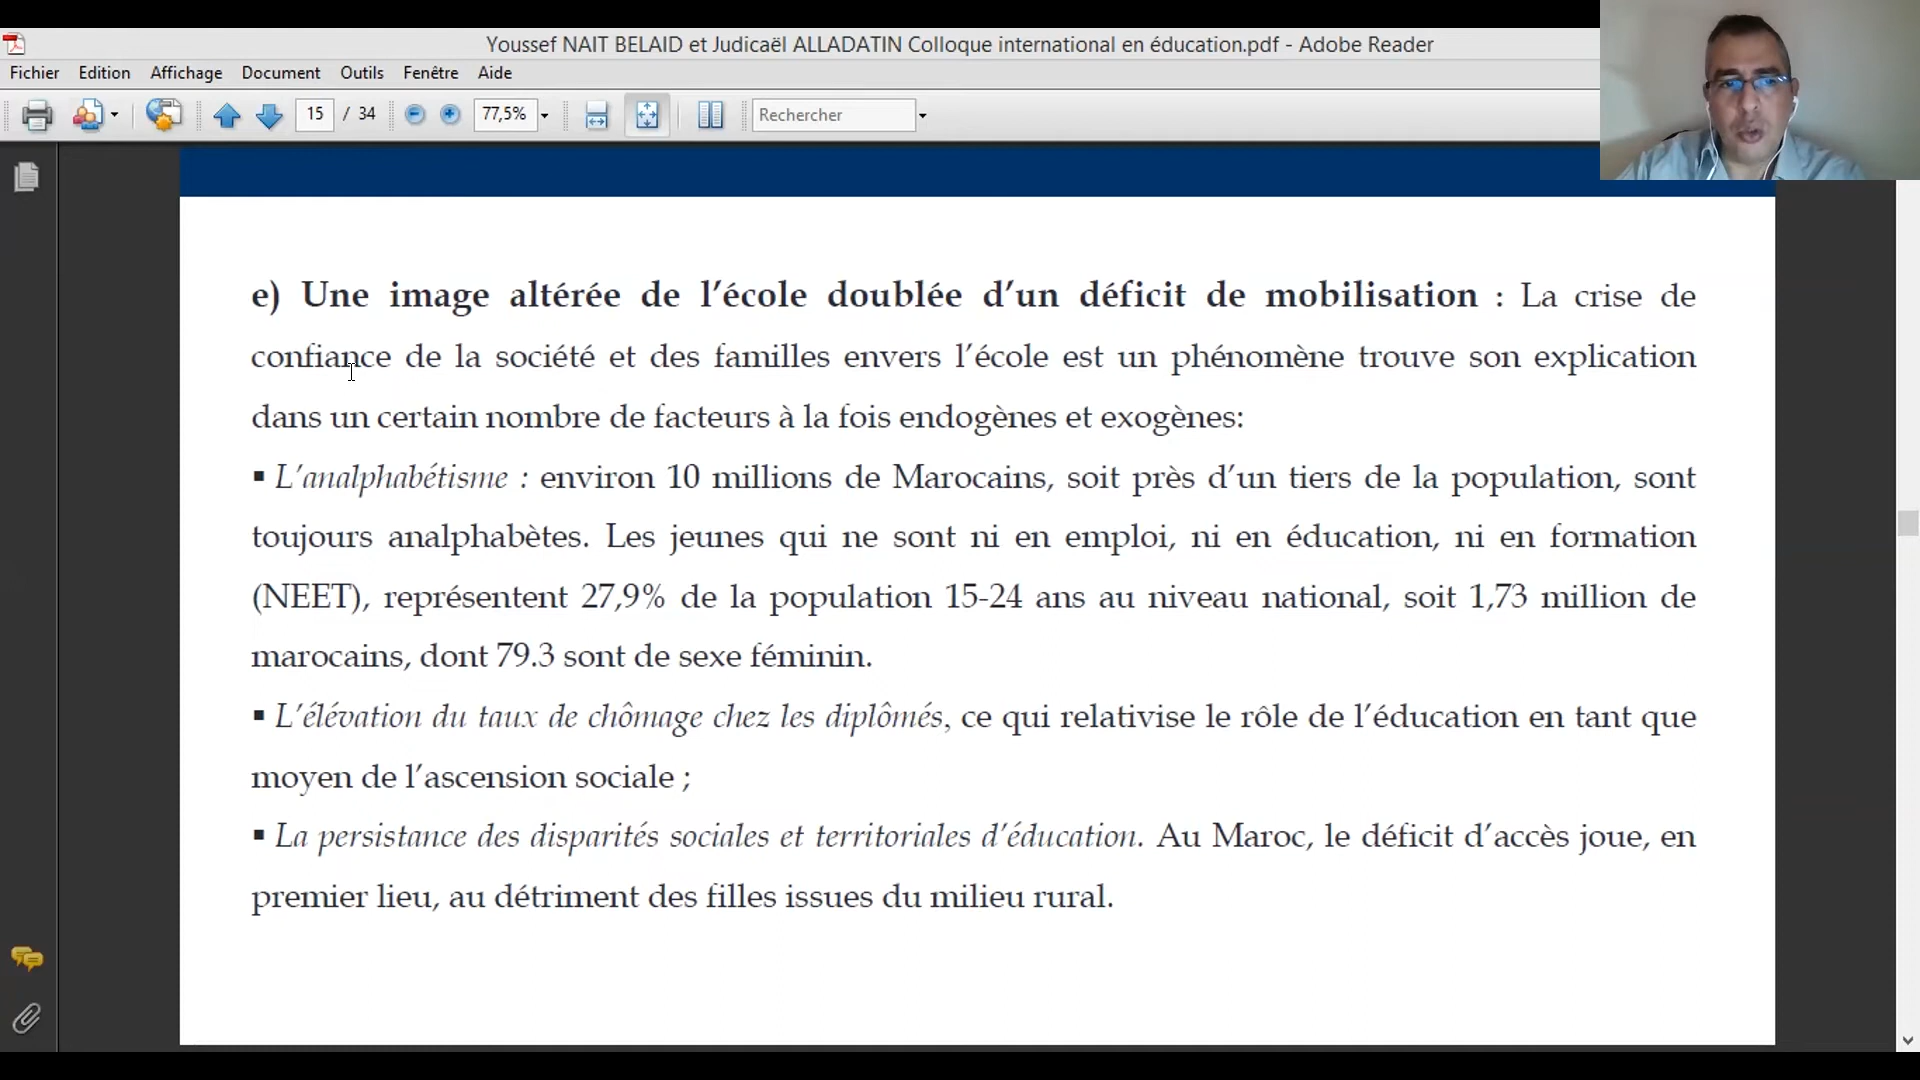 Youssef NAIT BELAID et Judicaël ALLADATIN Colloque international en éducation.pdf - Adobe Reader
Fichier Edition Affichage Document Outils Fenêtre Aide
15 / 34 77,5% Rechercher
e) Une image altérée de l’école doublée d’un déficit de mobilisation : La crise de
confiance de la société et des familles envers l’école est un phénomène trouve son explication
dans un certain nombre de facteurs à la fois endogènes et exogènes:
▪ L’analphabétisme : environ 10 millions de Marocains, soit près d’un tiers de la population, sont
toujours analphabètes. Les jeunes qui ne sont ni en emploi, ni en éducation, ni en formation
(NEET), représentent 27,9% de la population 15-24 ans au niveau national, soit 1,73 million de
marocains, dont 79.3 sont de sexe féminin.
▪ L’élévation du taux de chômage chez les diplômés, ce qui relativise le rôle de l’éducation en tant que
moyen de l’ascension sociale ;
▪ La persistance des disparités sociales et territoriales d’éducation. Au Maroc, le déficit d’accès joue, en
premier lieu, au détriment des filles issues du milieu rural.